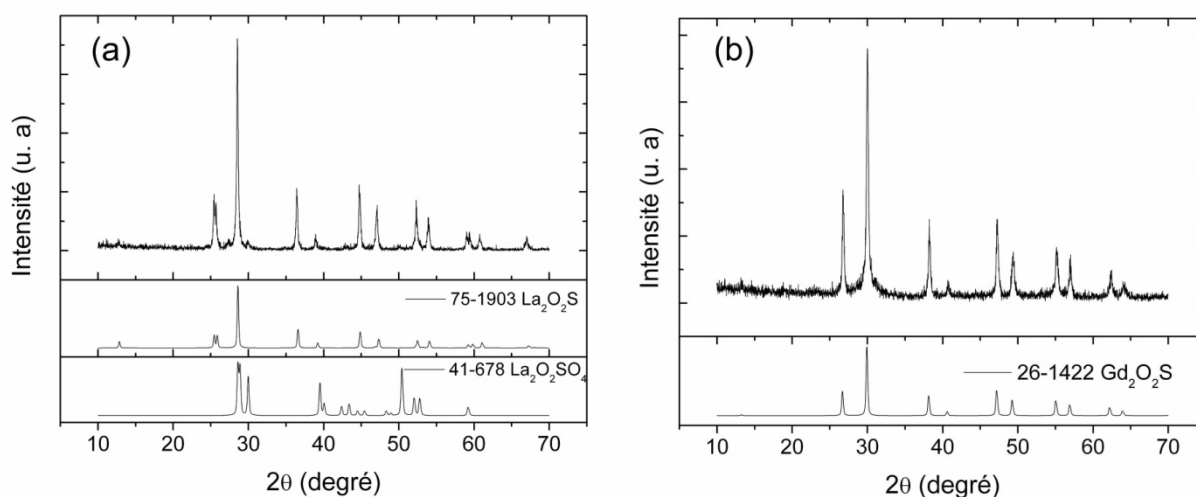 (a)
Intensité (u. a)
75-1903 La₂O₂S
41-678 La₂O₂SO₄
10 20 30 40 50 60 70
2θ (degré)
(b)
Intensité (u. a)
26-1422 Gd₂O₂S
10 20 30 40 50 60 70
2θ (degré)